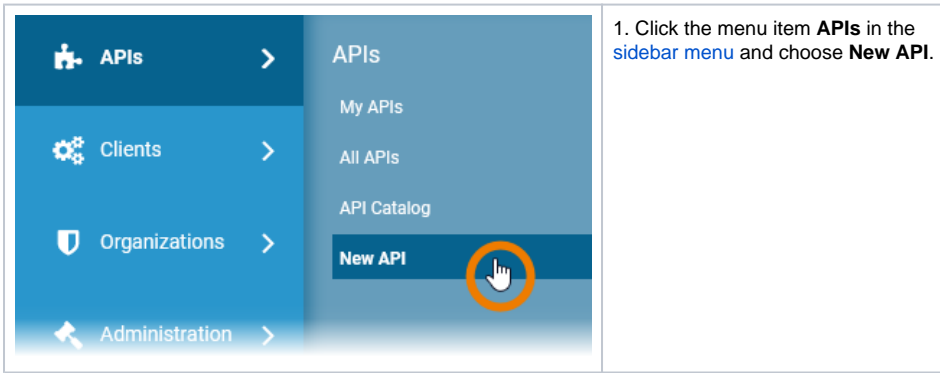 APIs
Clients
Organizations
Administration
APIs
My APIs
All APIs
API Catalog
New API
1. Click the menu item APIs in the
sidebar menu and choose New API.